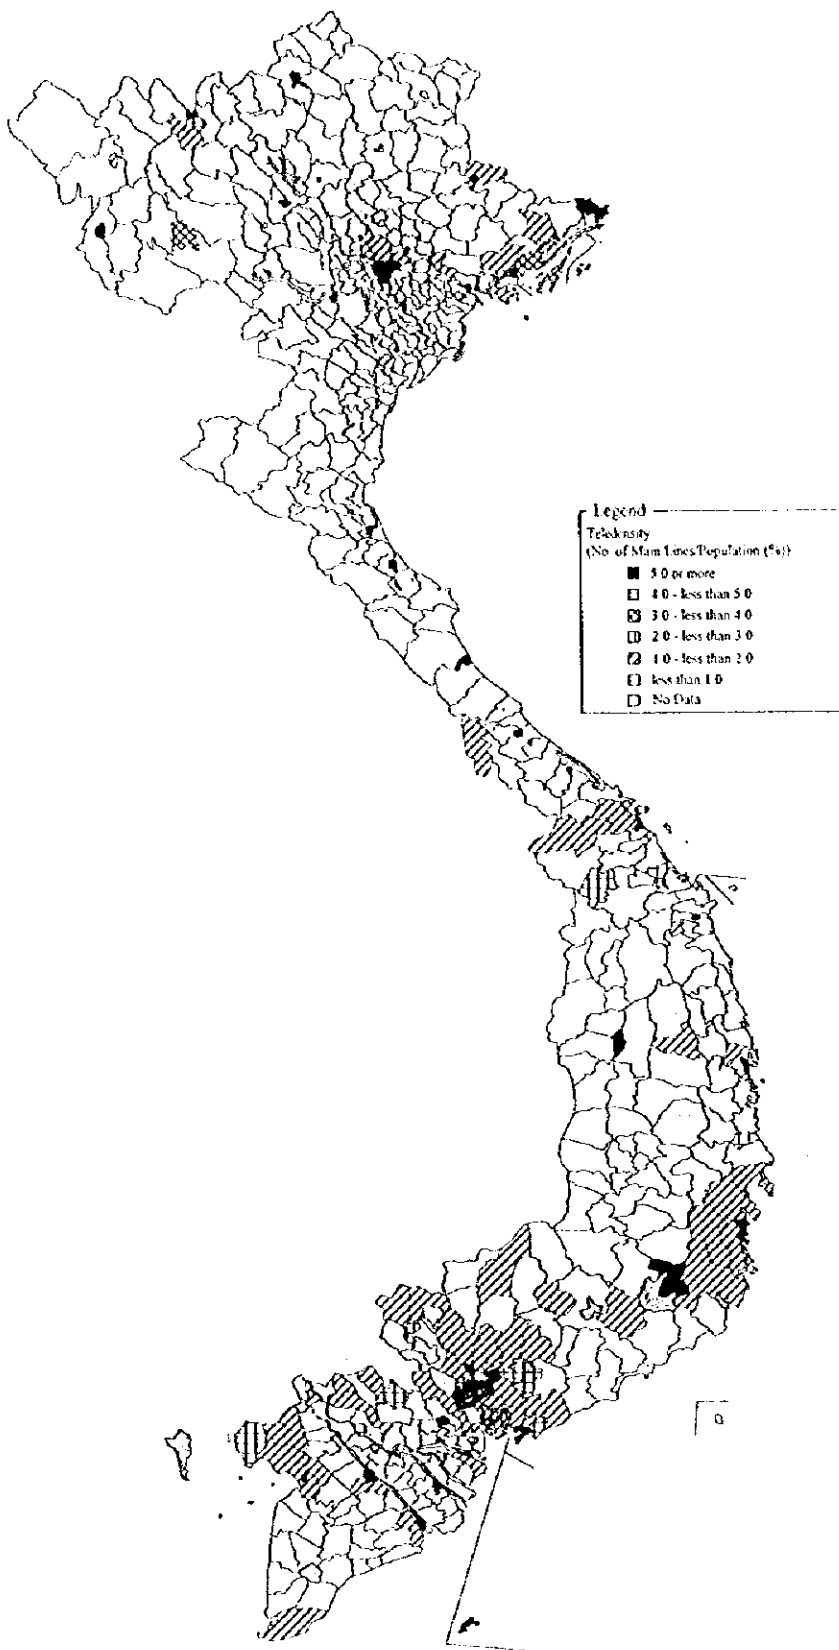 Legend
Teledensity
(No. of Main Lines/Population (%))
5.0 or more
4.0 - less than 5.0
3.0 - less than 4.0
2.0 - less than 3.0
1.0 - less than 2.0
less than 1.0
No Data